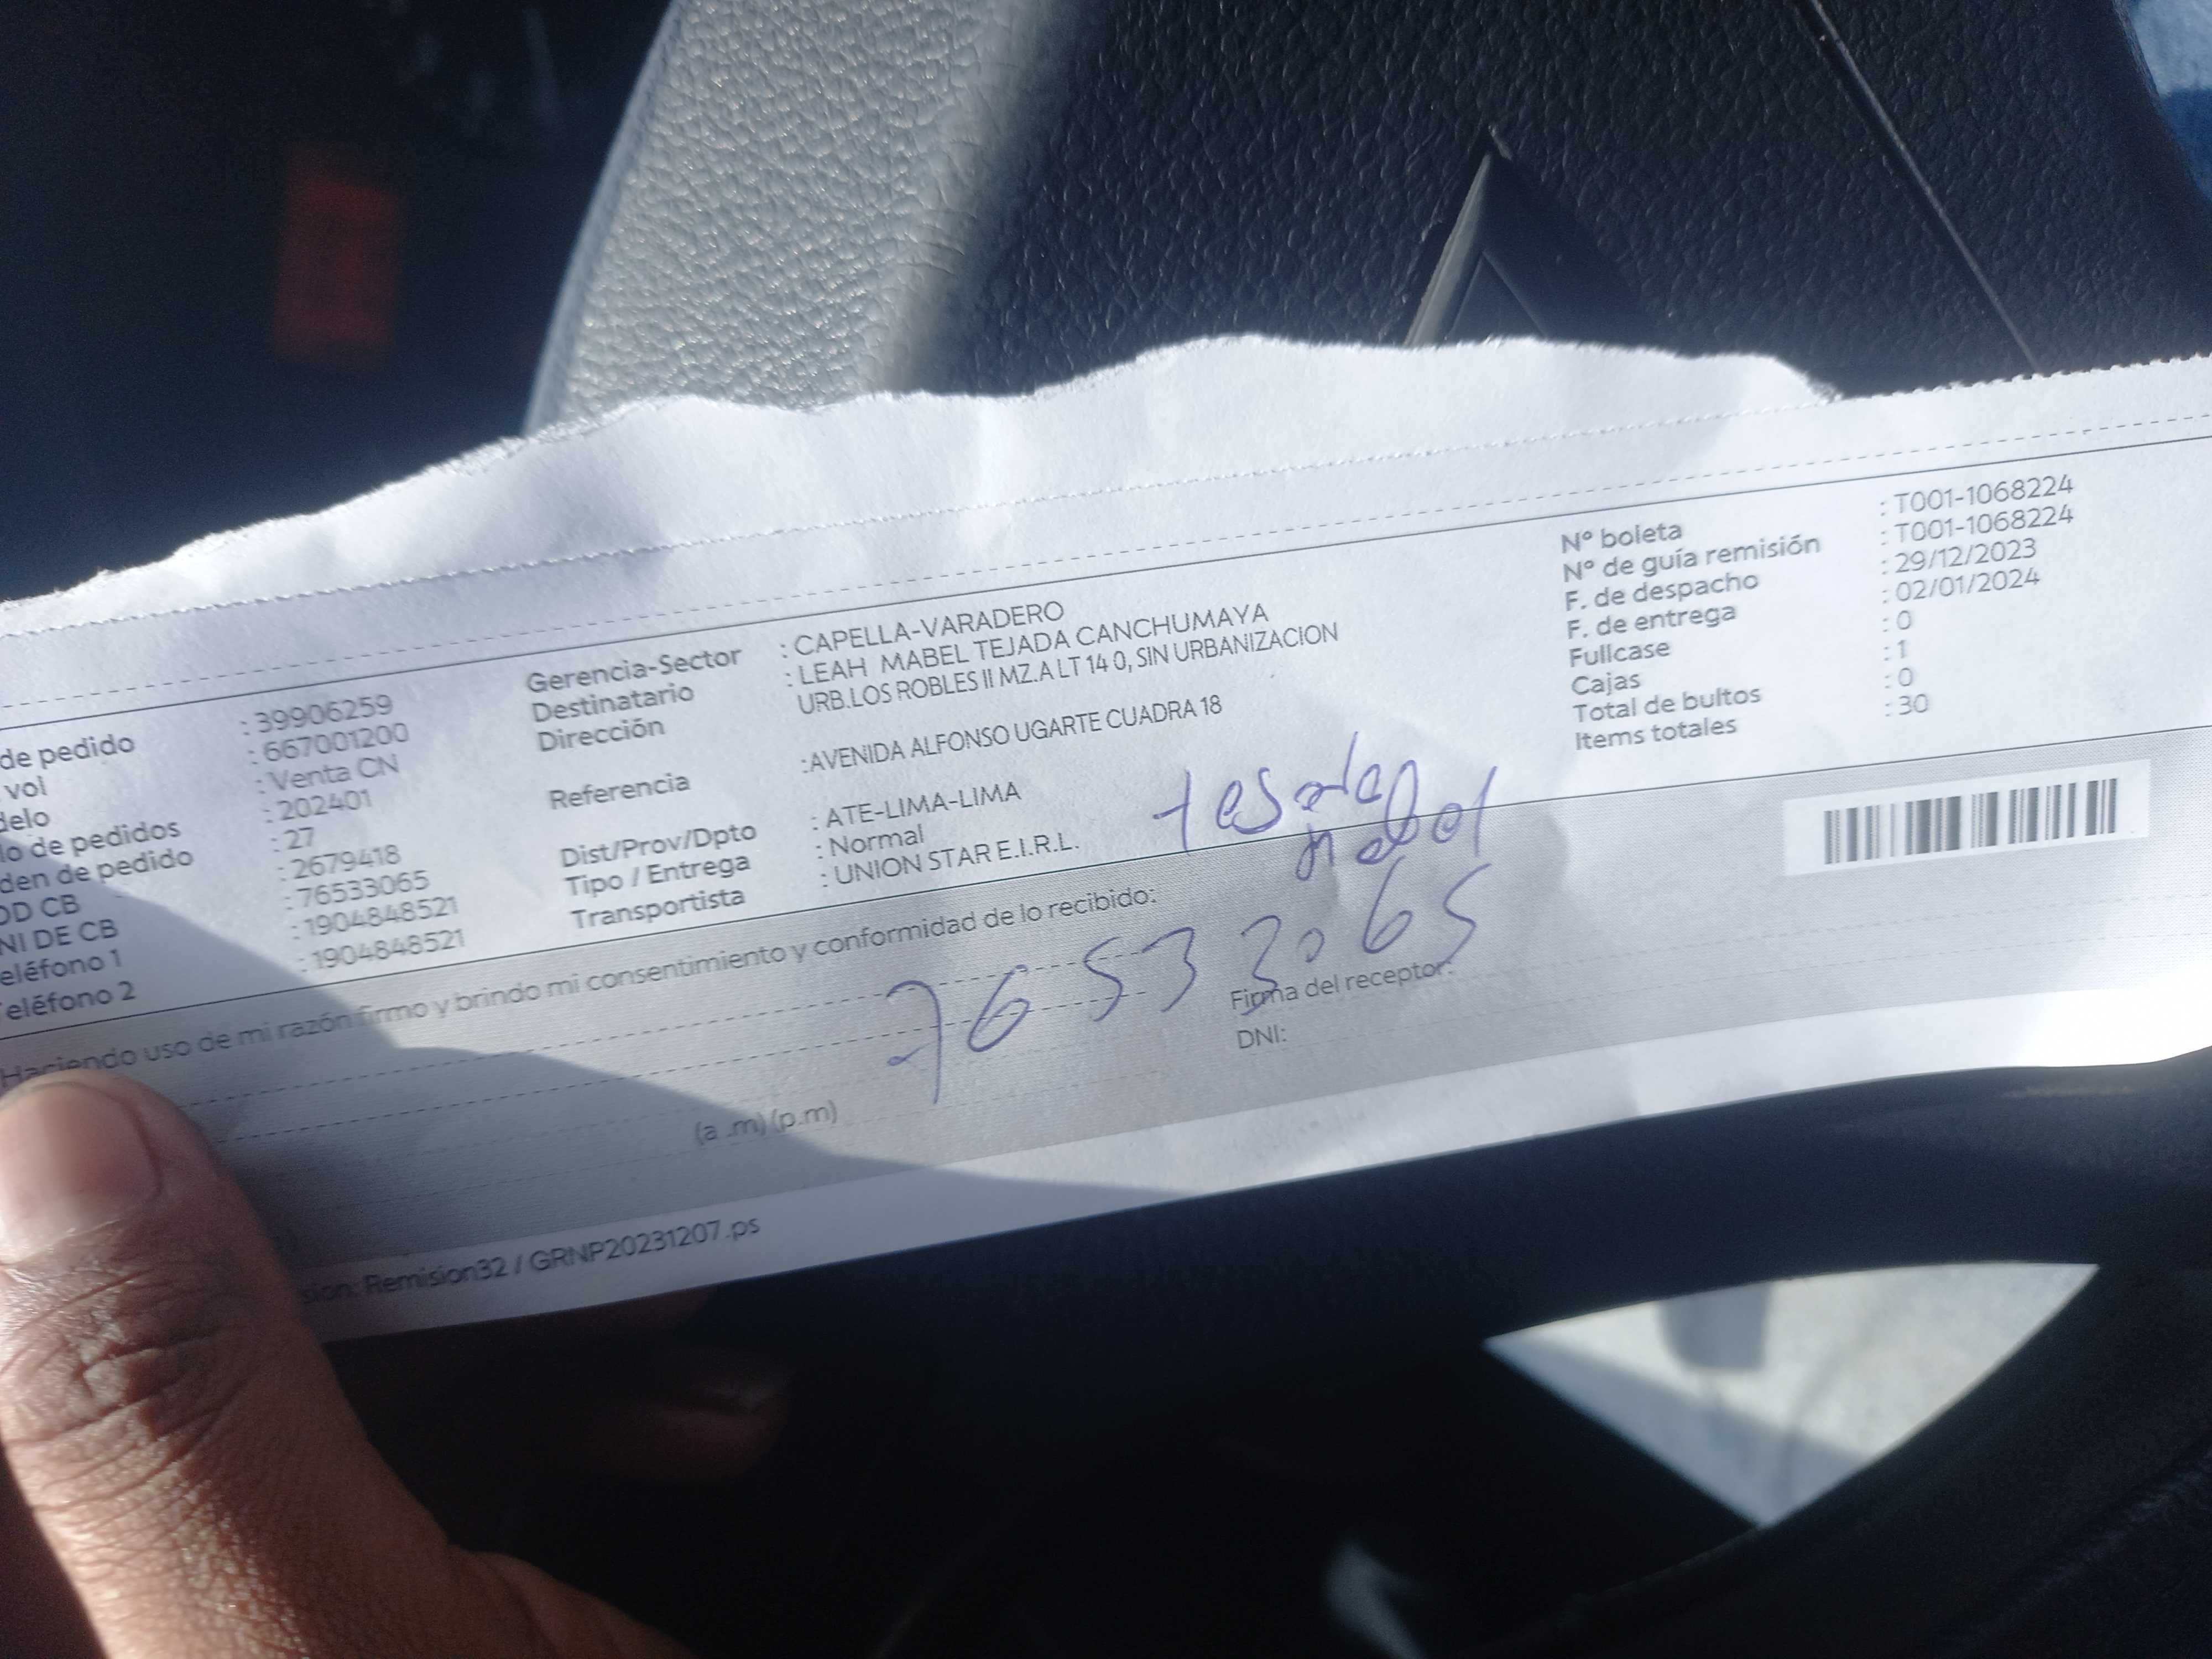 de pedido : 39906259
vol : 667001200
delo : Venta CN
lo de pedidos : 202401
den de pedido : 27
OD CB : 2679418
NI DE CB : 76533065
eléfono 1 : 1904848521
eléfono 2 : 1904848521
Gerencia-Sector : CAPELLA-VARADERO
Destinatario : LEAH MABEL TEJADA CANCHUMAYA
Dirección URB.LOS ROBLES II MZ.A LT 14 0, SIN URBANIZACION
Referencia :AVENIDA ALFONSO UGARTE CUADRA 18
Dist/Prov/Dpto : ATE-LIMA-LIMA
Tipo / Entrega : Normal
Transportista : UNION STAR E.I.R.L.
N° boleta : T001-1068224
N° de guía remisión : T001-1068224
F. de despacho : 29/12/2023
F. de entrega : 02/01/2024
Fullcase : 0
Cajas : 1
Total de bultos : 0
Items totales : 30
Haciendo uso de mi razón firmo y brindo mi consentimiento y conformidad de lo recibido:
76533065
Firma del receptor:
DNI:
(a .m) (p.m)
sion: Remision32 / GRNP20231207.ps